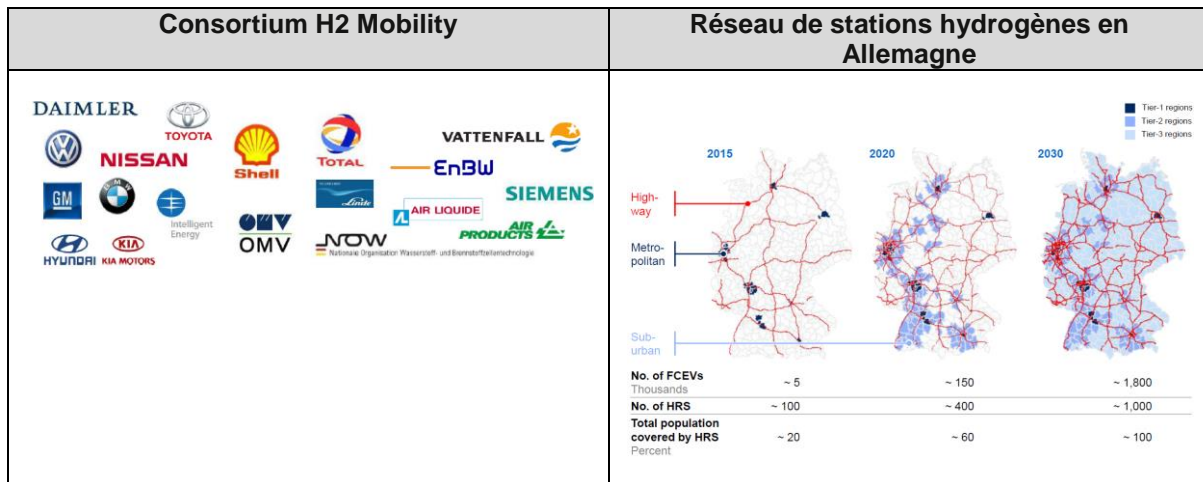 Consortium H2 Mobility
Réseau de stations hydrogènes en
Allemagne
DAIMLER
TOYOTA
NISSAN
Shell
TOTAL
VATTENFALL
EnBW
GM
BMW
Intelligent
Energy
OMV
OMV
Linde
AIR LIQUIDE
SIEMENS
AIR
PRODUCTS
HYUNDAI
KIA
KIA MOTORS
NOW
Nationale Organisation Wasserstoff- und Brennstoffzellentechnologie
Tier-1 regions
Tier-2 regions
Tier-3 regions
2015
2020
2030
High-
way
Metro-
politan
Sub-
urban
No. of FCEVs
Thousands
~ 5
~ 150
~ 1,800
No. of HRS
~ 100
~ 400
~ 1,000
Total population
covered by HRS
Percent
~ 20
~ 60
~ 100